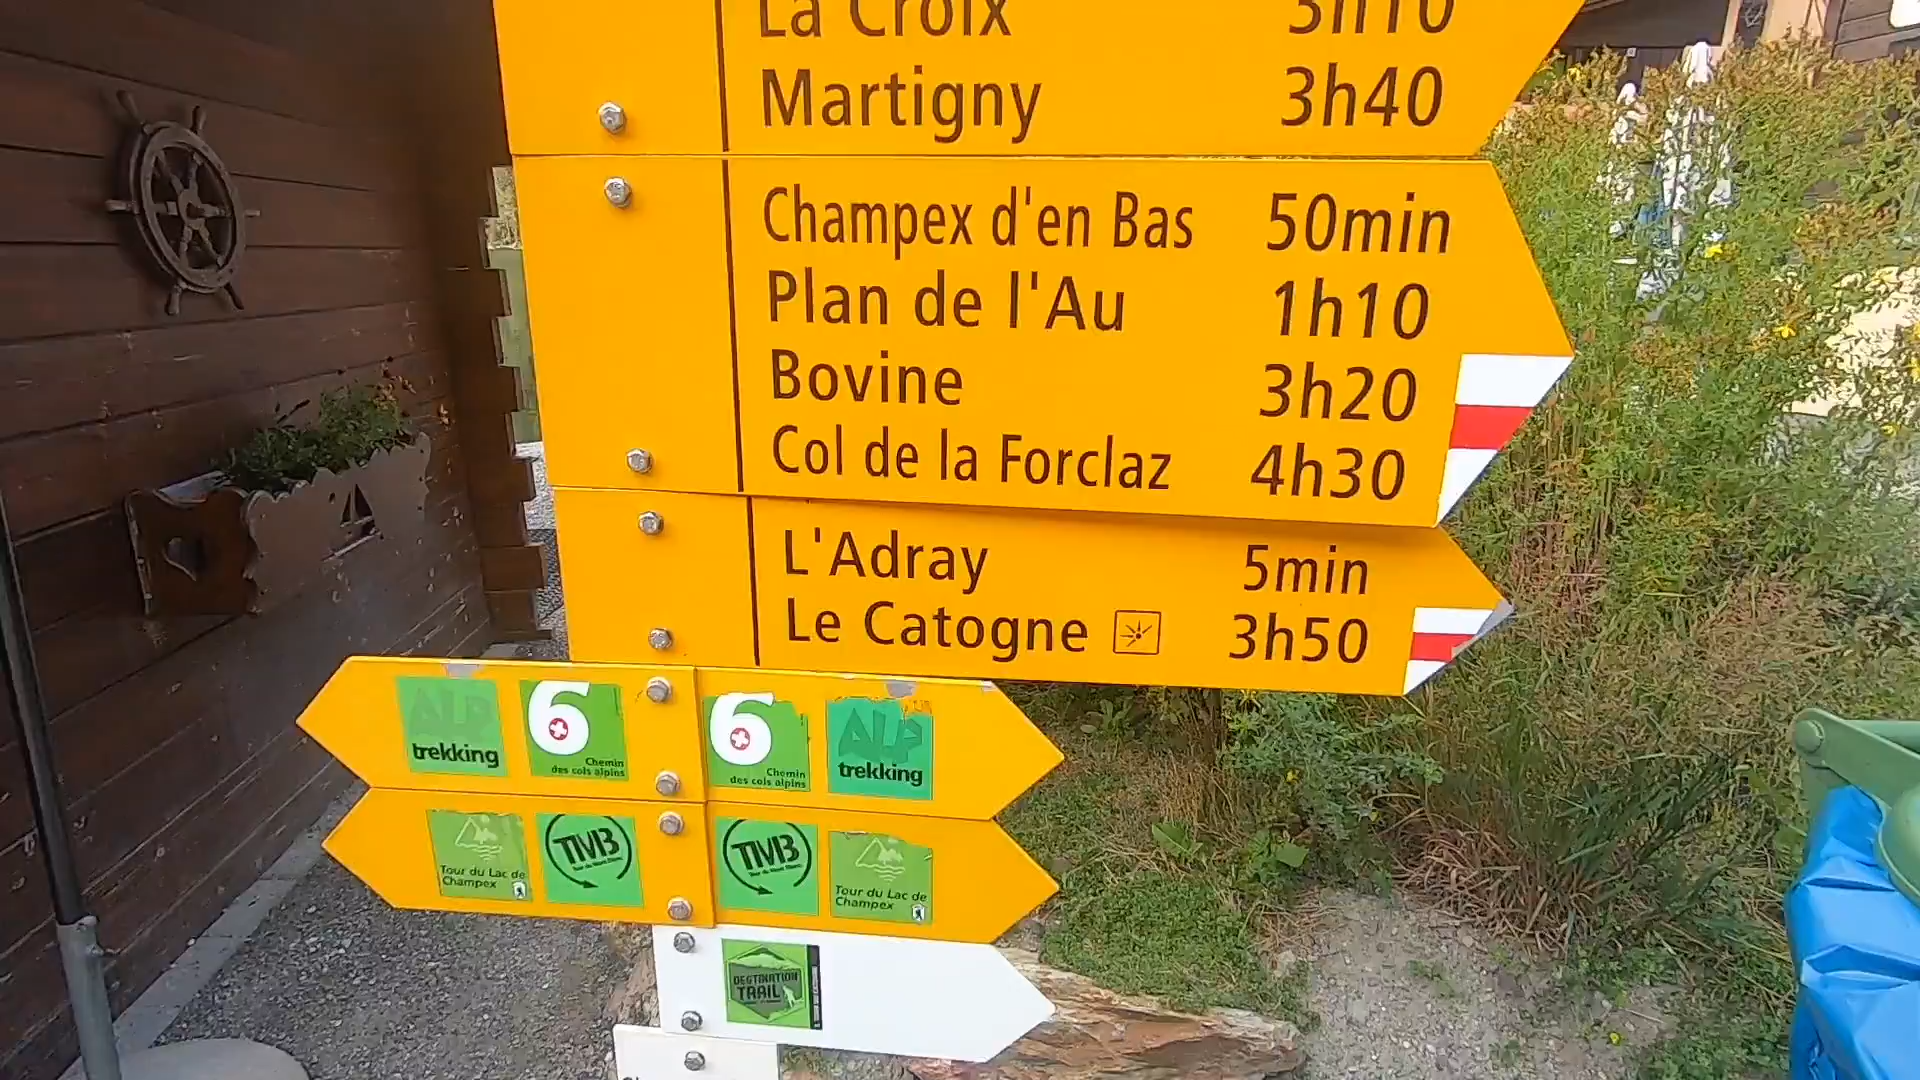 La Croix 3h10
Martigny 3h40
Champex d'en Bas 50min
Plan de l'Au 1h10
Bovine 3h20
Col de la Forclaz 4h30
L'Adray 5min
Le Catogne 3h50
ALP trekking
6 Chemin des cols alpins
6 Chemin des cols alpins
ALP trekking
Tour du Lac de Champex
TMB Tour du Mont Blanc
TMB Tour du Mont Blanc
Tour du Lac de Champex
DESTINATION
TRAIL